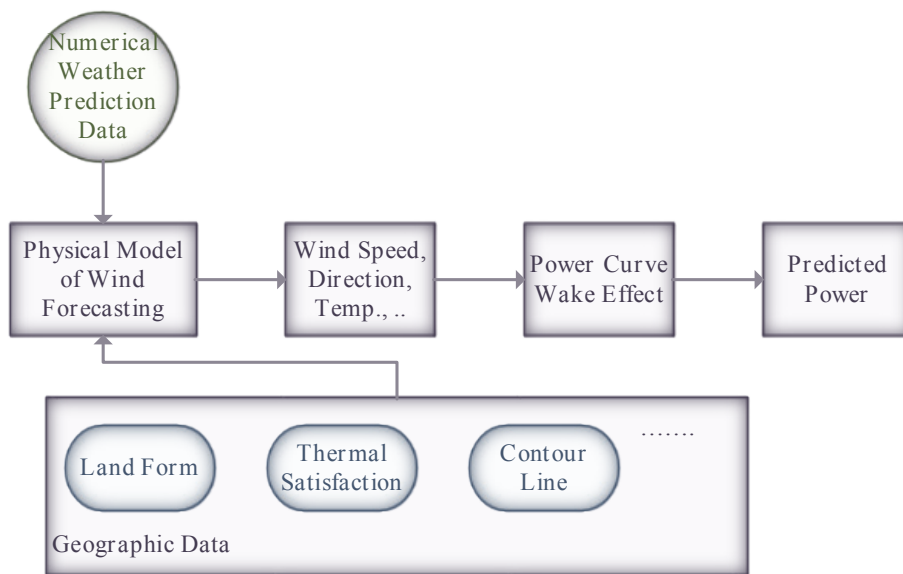 Numerical
Weather
Prediction
Data
Physical Model
of Wind
Forecasting
Wind Speed,
Direction,
Temp., ..
Power Curve
Wake Effect
Predicted
Power
Land Form
Thermal
Satisfaction
Contour
Line
.......
Geographic Data